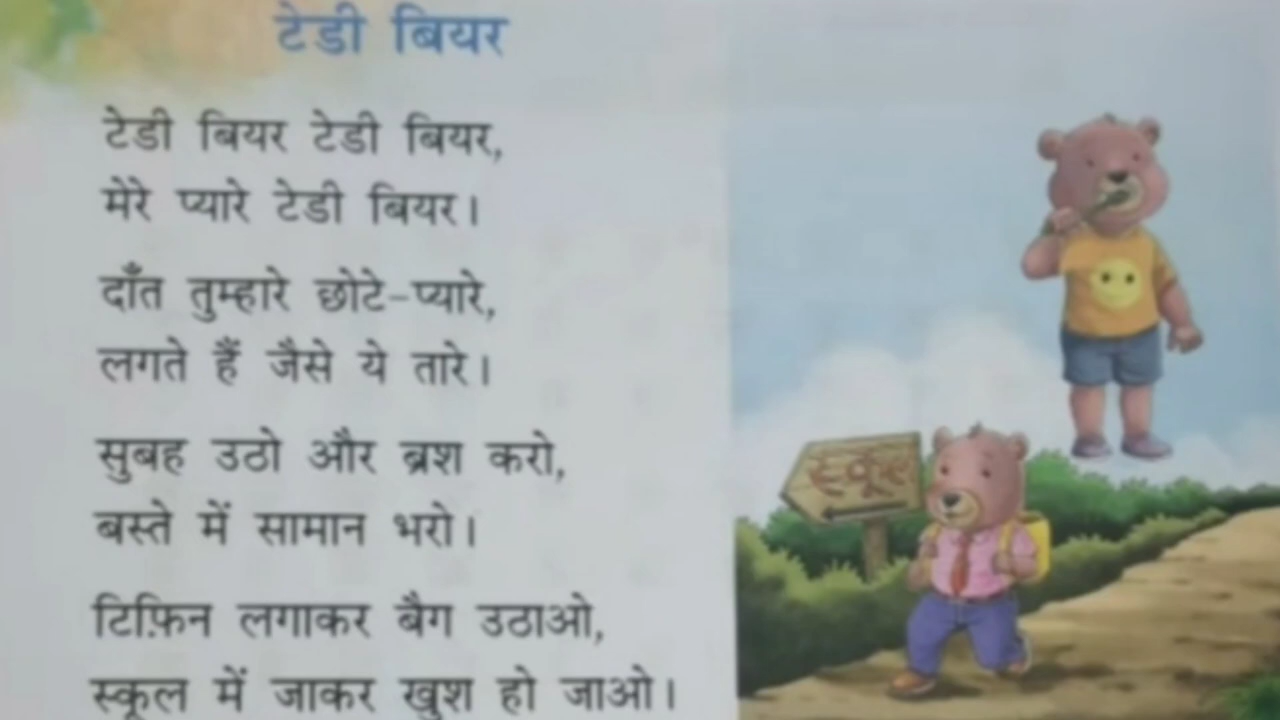 टेडी बियर
टेडी बियर टेडी बियर,
मेरे प्यारे टेडी बियर।
दाँत तुम्हारे छोटे-प्यारे,
लगते हैं जैसे ये तारे।
सुबह उठो और ब्रश करो,
बस्ते में सामान भरो।
टिफ़िन लगाकर बैग उठाओ,
स्कूल में जाकर खुश हो जाओ।
स्कूल